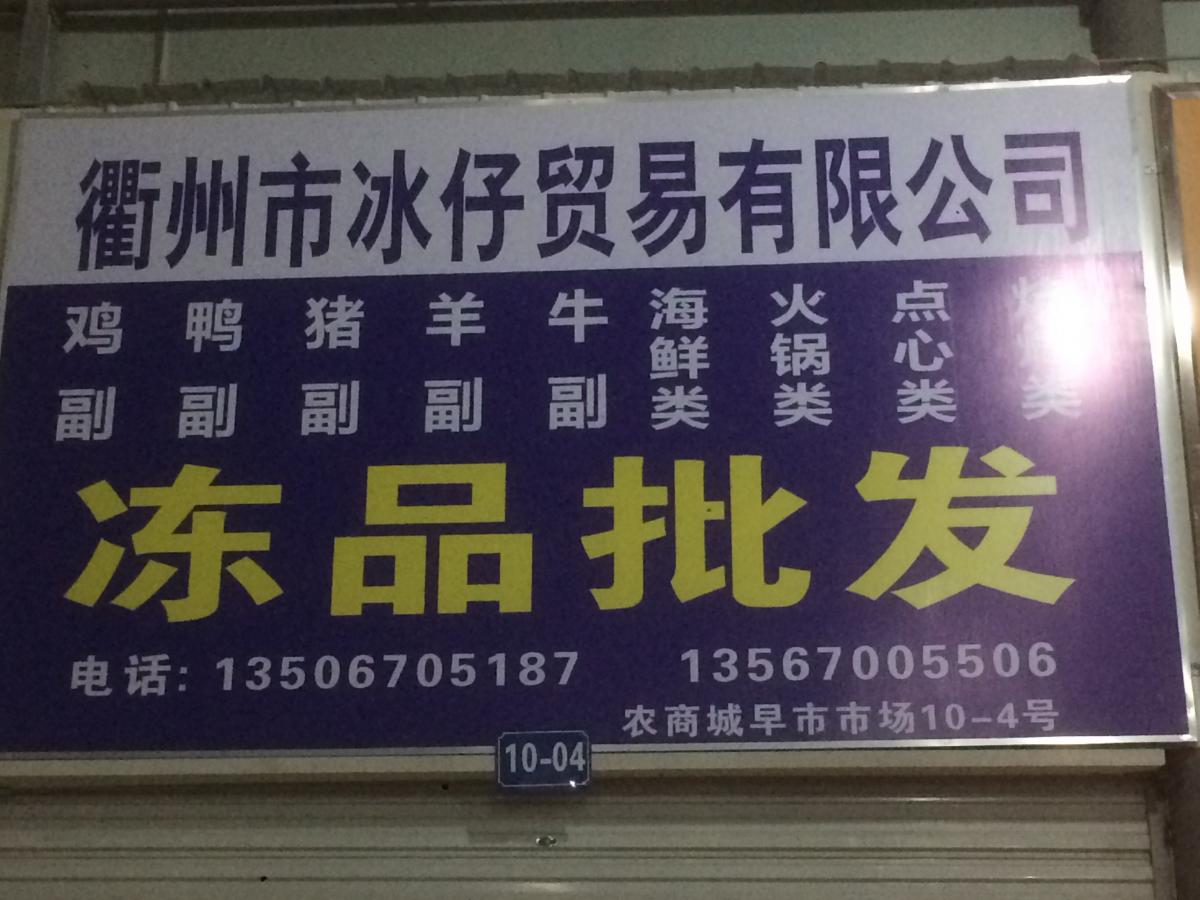 衢州市冰仔贸易有限公司
鸡副 鸭副 猪副 羊副 牛副 海鲜类 火锅类 点心类 类
冻品批发
电话: 13506705187 13567005506
农商城早市市场10-4号
10-04